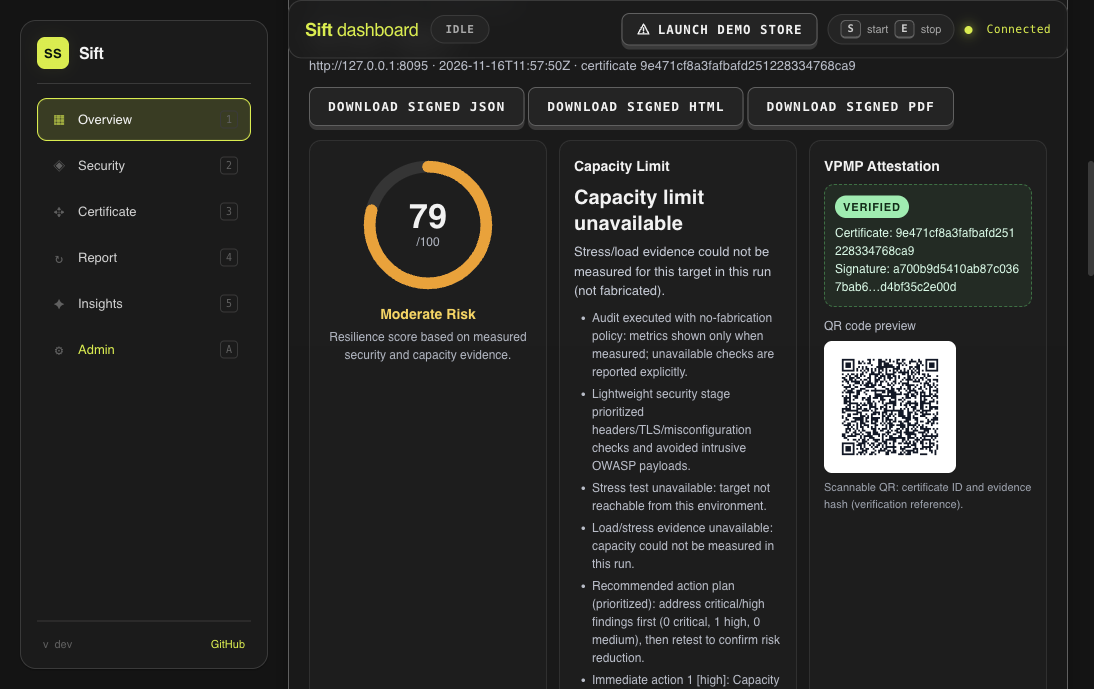 SS Sift
Overview 1
Security 2
Certificate 3
Report 4
Insights 5
Admin A
v dev GitHub
Sift dashboard IDLE LAUNCH DEMO STORE S start E stop Connected
http://127.0.0.1:8095 · 2026-11-16T11:57:50Z · certificate 9e471cf8a3fafbafd251228334768ca9
DOWNLOAD SIGNED JSON DOWNLOAD SIGNED HTML DOWNLOAD SIGNED PDF
79
/100
Moderate Risk
Resilience score based on measured
security and capacity evidence.
Capacity Limit
Capacity limit
unavailable
Stress/load evidence could not be
measured for this target in this run
(not fabricated).
• Audit executed with no-fabrication
policy: metrics shown only when
measured; unavailable checks are
reported explicitly.
• Lightweight security stage
prioritized
headers/TLS/misconfiguration
checks and avoided intrusive
OWASP payloads.
• Stress test unavailable: target not
reachable from this environment.
• Load/stress evidence unavailable:
capacity could not be measured in
this run.
• Recommended action plan
(prioritized): address critical/high
findings first (0 critical, 1 high, 0
medium), then retest to confirm risk
reduction.
• Immediate action 1 [high]: Capacity
VPMP Attestation
VERIFIED
Certificate: 9e471cf8a3fafbafd251
228334768ca9
Signature: a700b9d5410ab87c036
7bab6…d4bf35c2e00d
QR code preview
Scannable QR: certificate ID and evidence
hash (verification reference).